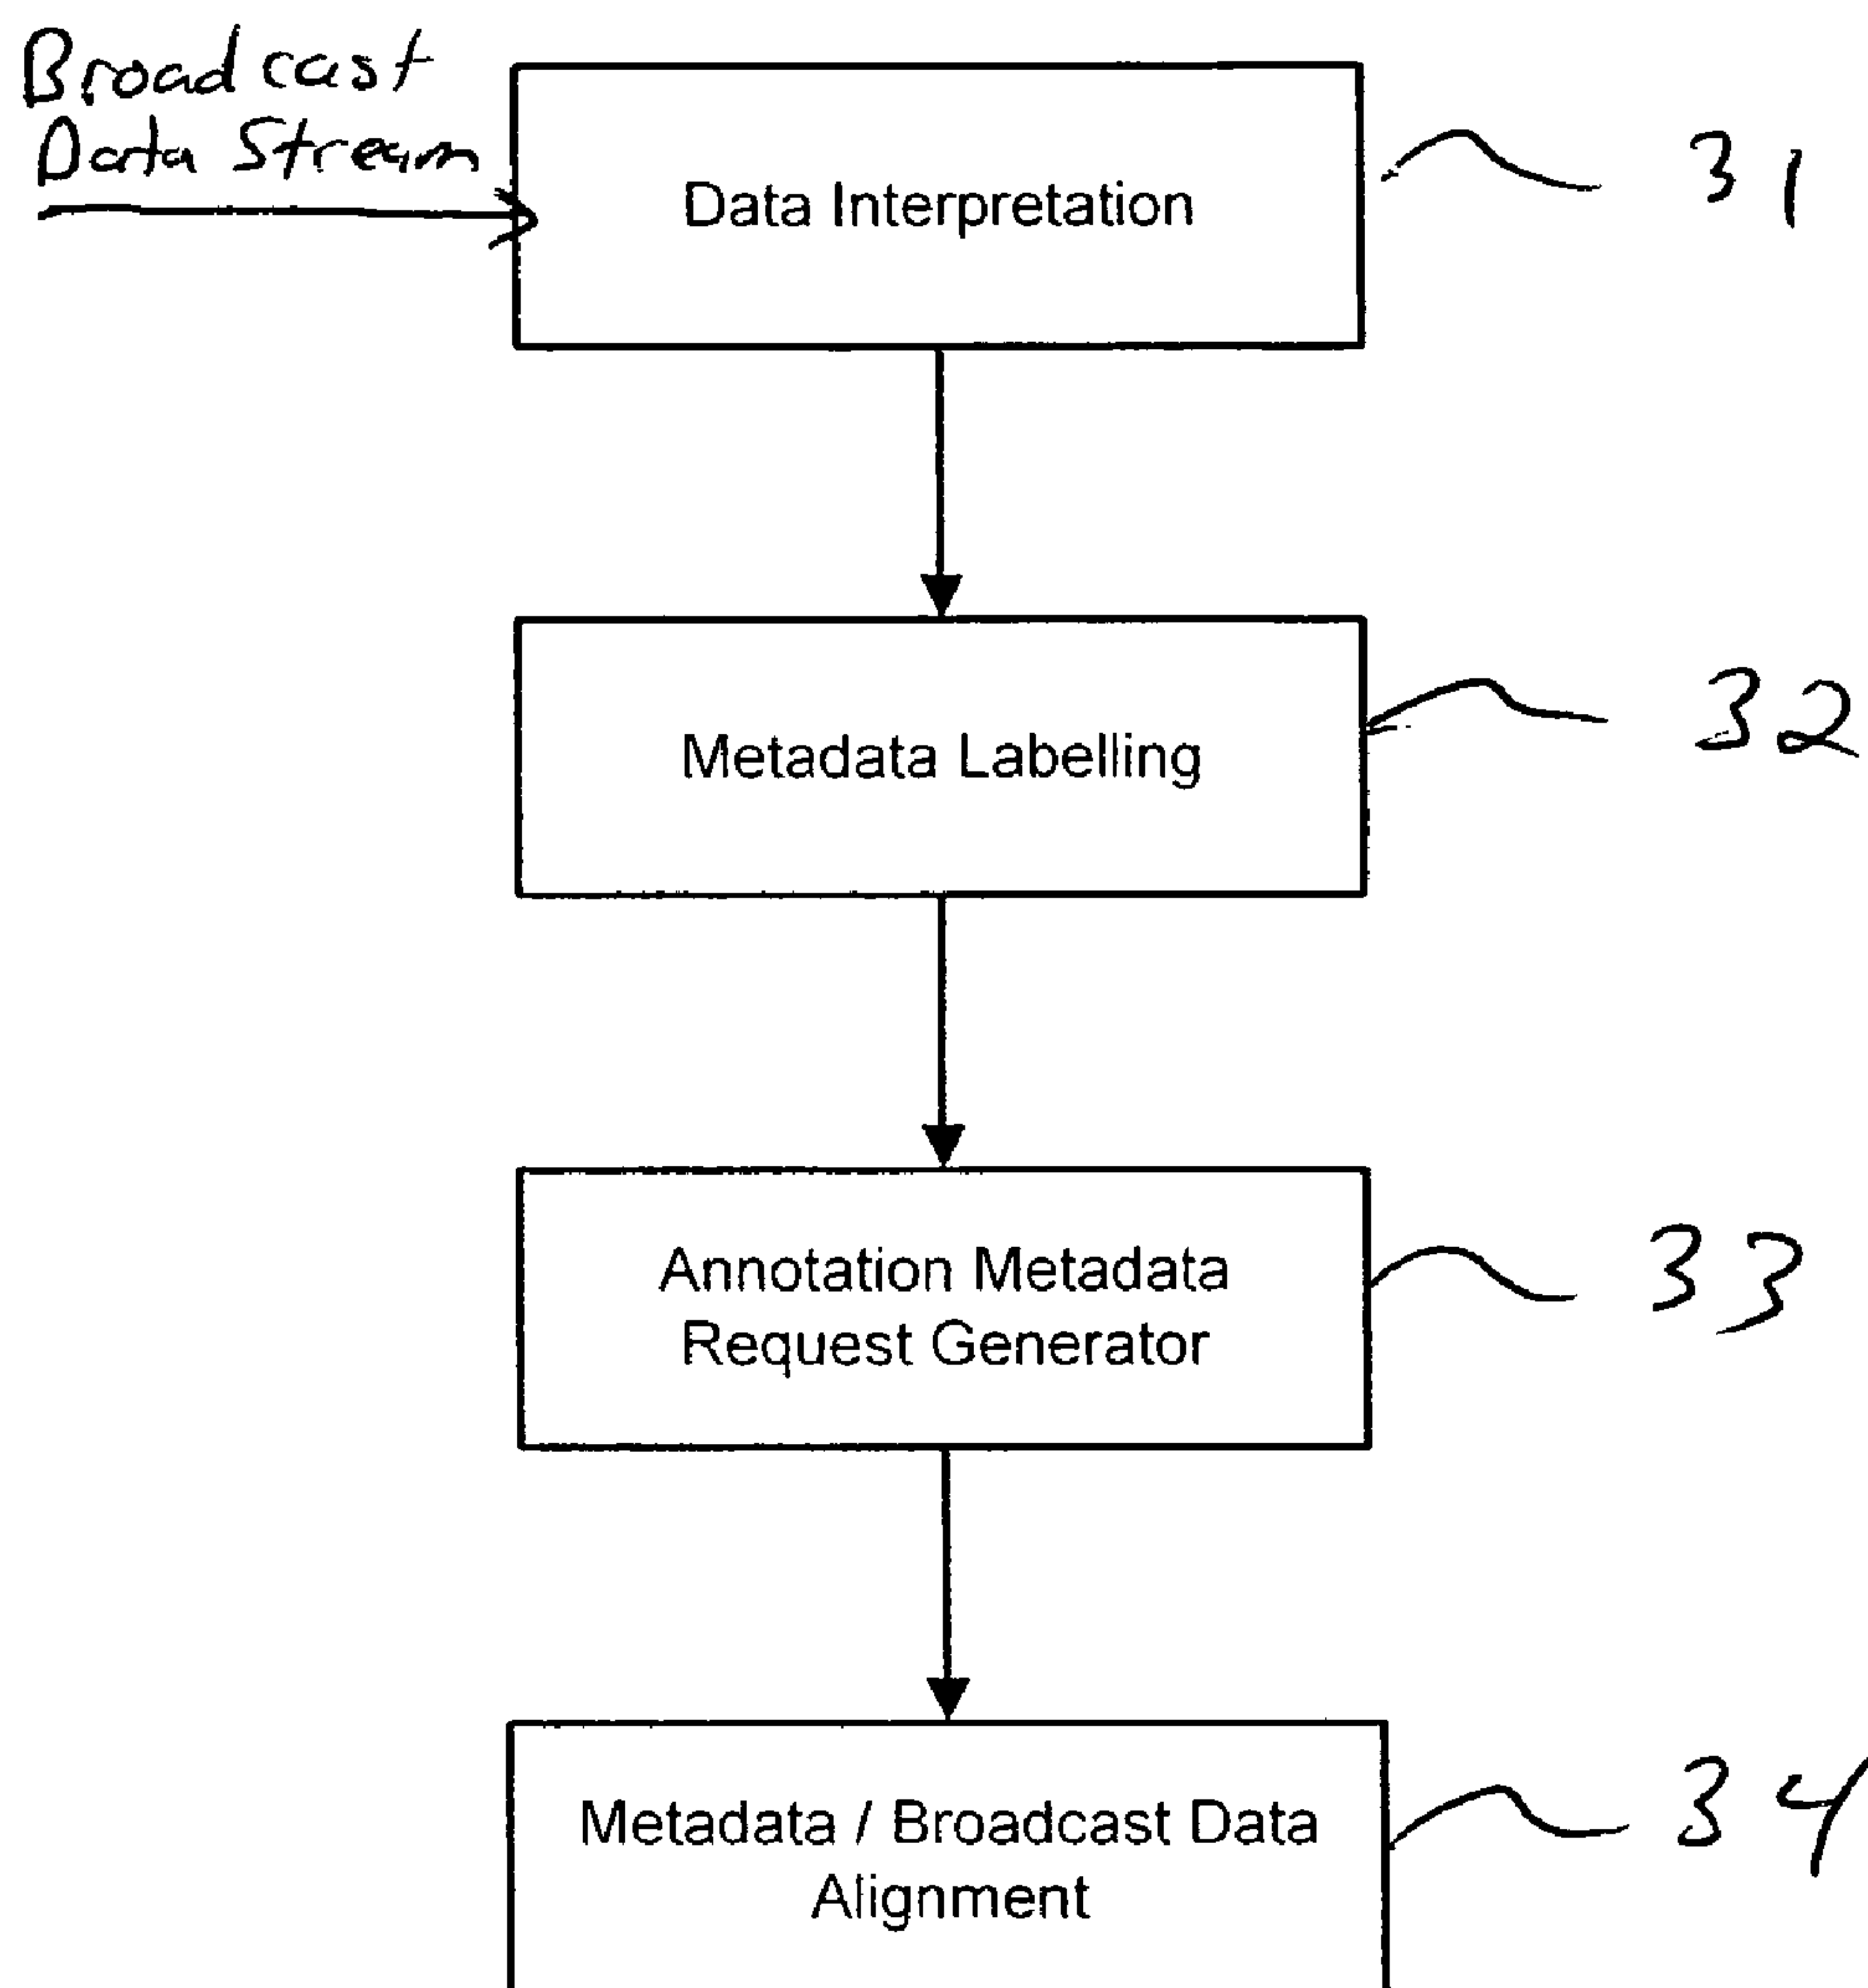 Broadcast
Data Stream
Data Interpretation
31
Metadata Labelling
32
Annotation Metadata
Request Generator
33
Metadata / Broadcast Data
Alignment
34